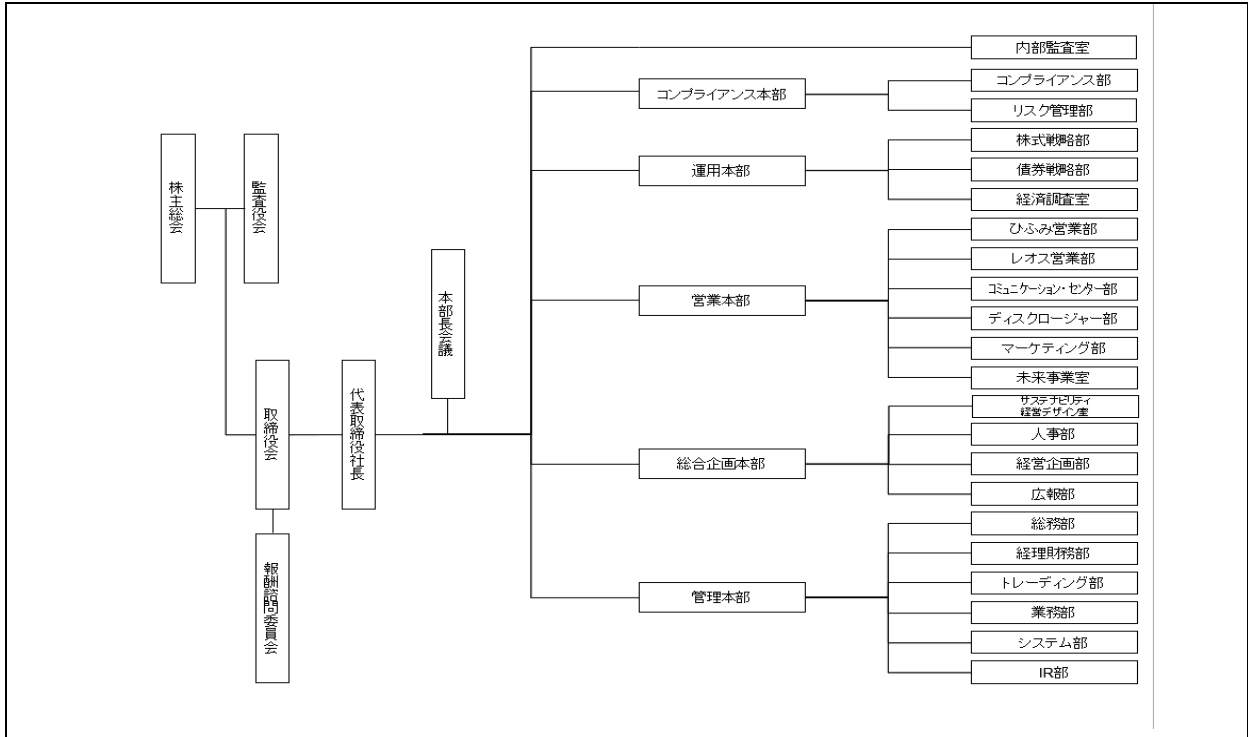 株主総会
監査役会
取締役会
報酬諮問委員会
代表取締役社長
本部長会議
内部監査室
コンプライアンス本部
コンプライアンス部
リスク管理部
運用本部
株式戦略部
債券戦略部
経済調査室
営業本部
ひふみ営業部
レオス営業部
コミュニケーション・センター部
ディスクロージャー部
マーケティング部
未来事業室
総合企画本部
サステナビリティ
経営デザイン室
人事部
経営企画部
広報部
管理本部
総務部
経理財務部
トレーディング部
業務部
システム部
IR部